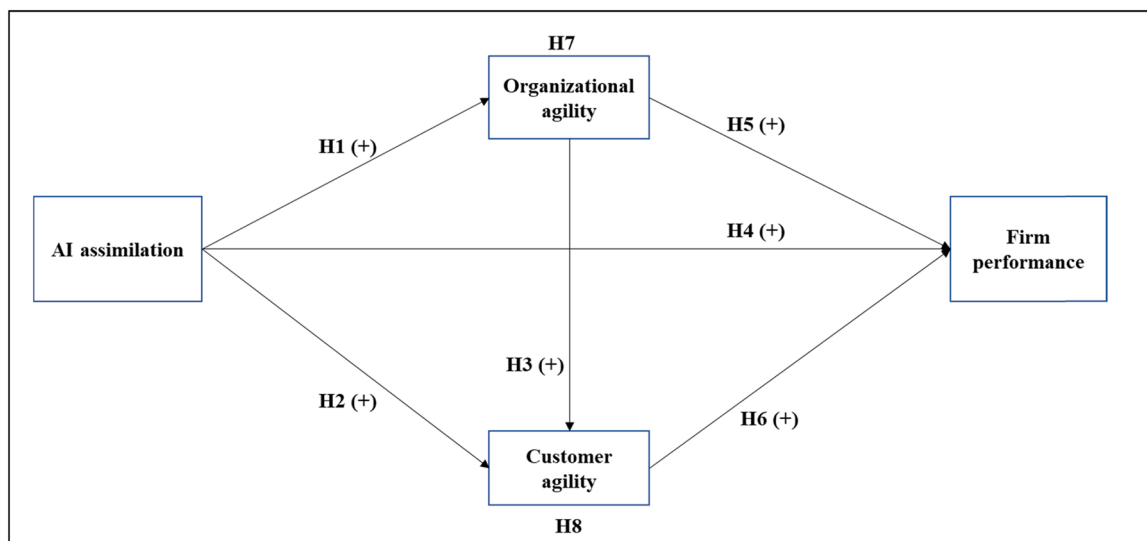 H7
Organizational
agility
H1 (+)
H5 (+)
AI assimilation
H4 (+)
Firm
performance
H3 (+)
H2 (+)
H6 (+)
Customer
agility
H8